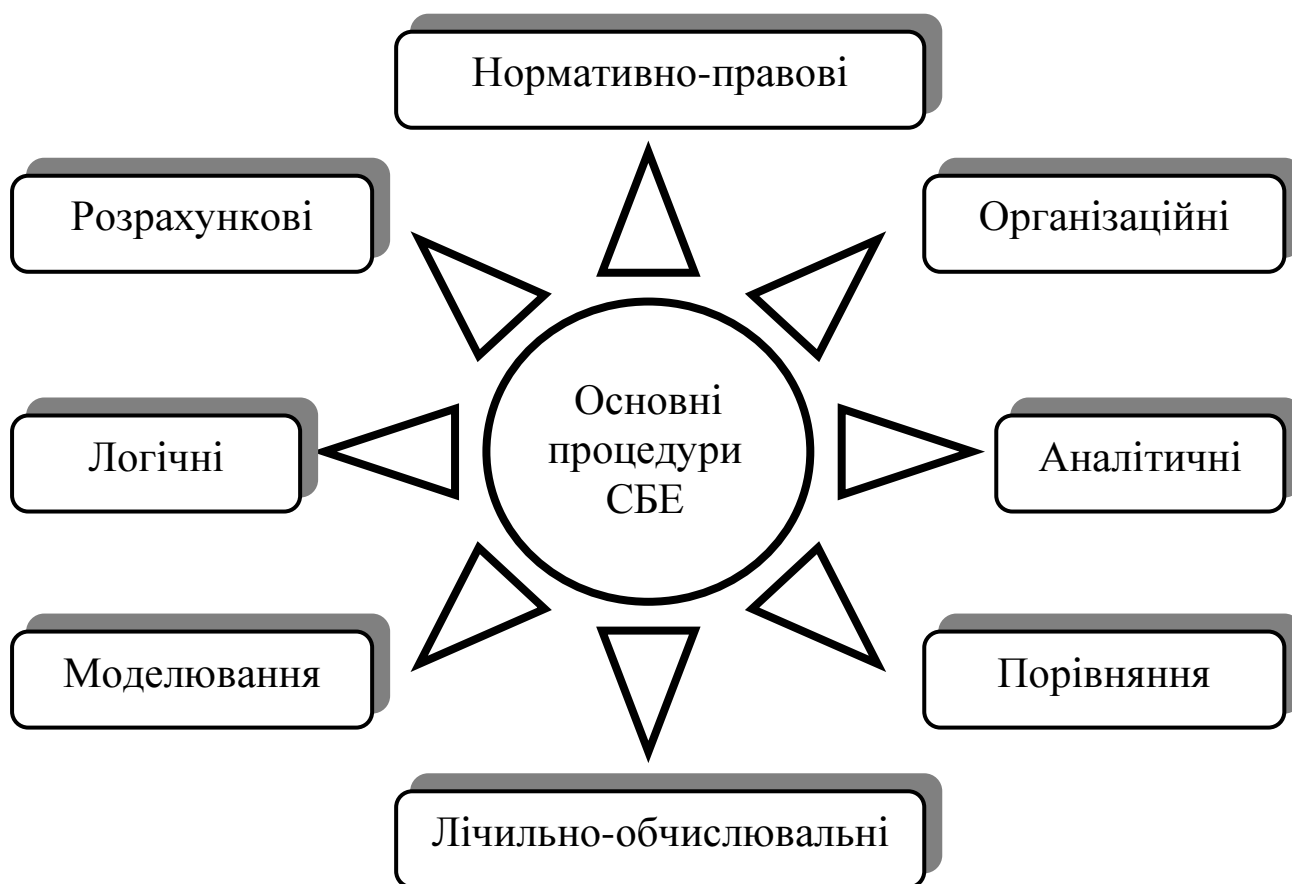 Нормативно-правові
Розрахункові
Організаційні
Основні
процедури
СБЕ
Логічні
Аналітичні
Моделювання
Порівняння
Лічильно-обчислювальні